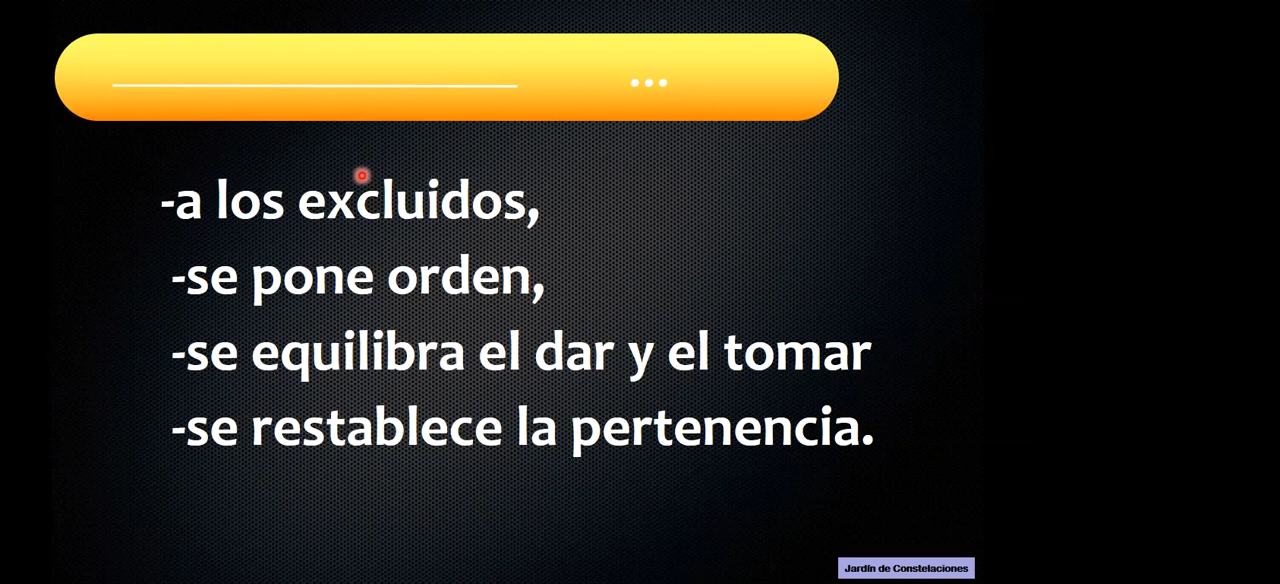 ...
-a los excluidos,
-se pone orden,
-se equilibra el dar y el tomar
-se restablece la pertenencia.
Jardín de Constelaciones